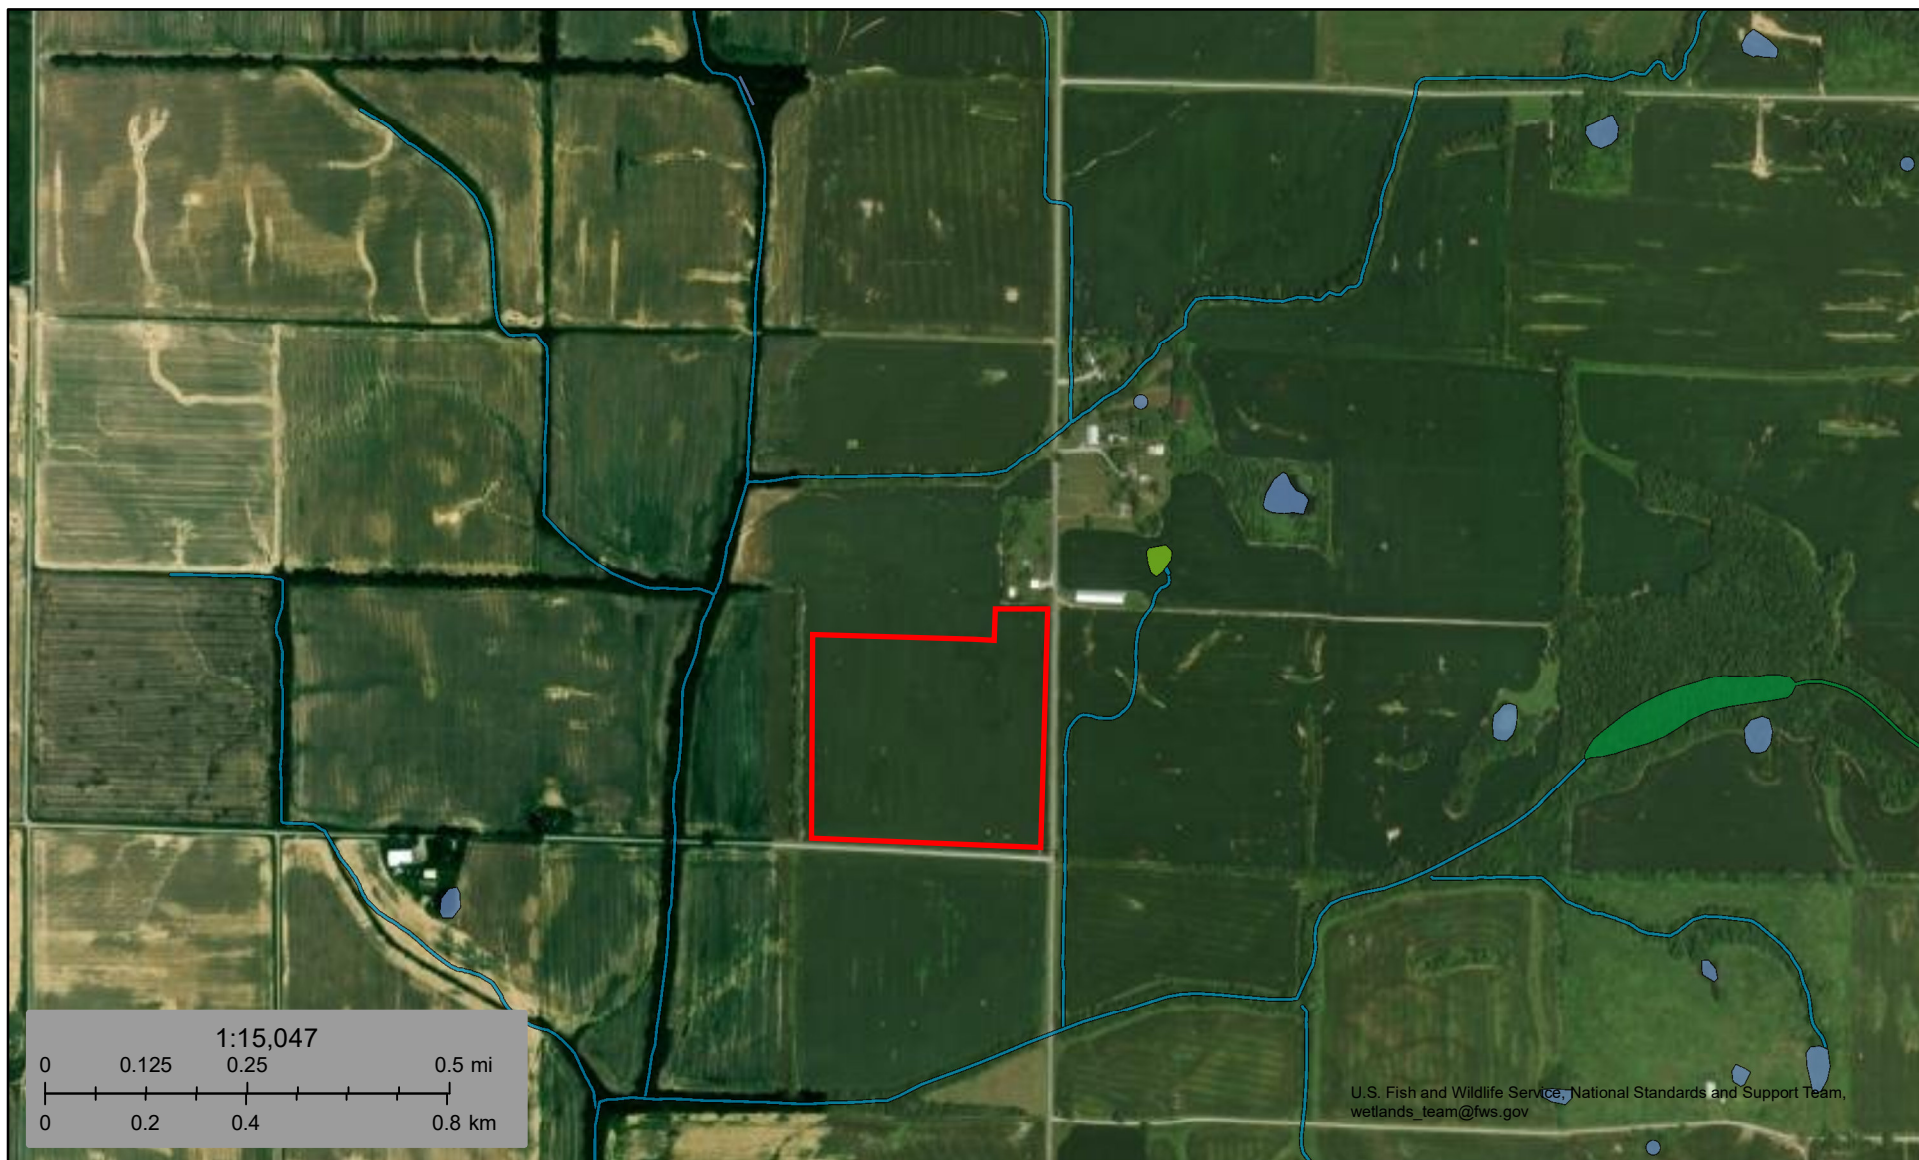 1:15,047
0 0.125 0.25 0.5 mi
0 0.2 0.4 0.8 km
U.S. Fish and Wildlife Service, National Standards and Support Team,
wetlands_team@fws.gov